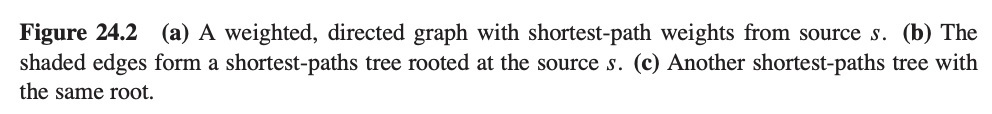 Figure 24.2 (a) A weighted, directed graph with shortest-path weights from source s. (b) The
shaded edges form a shortest-paths tree rooted at the source s. (c) Another shortest-paths tree with
the same root.